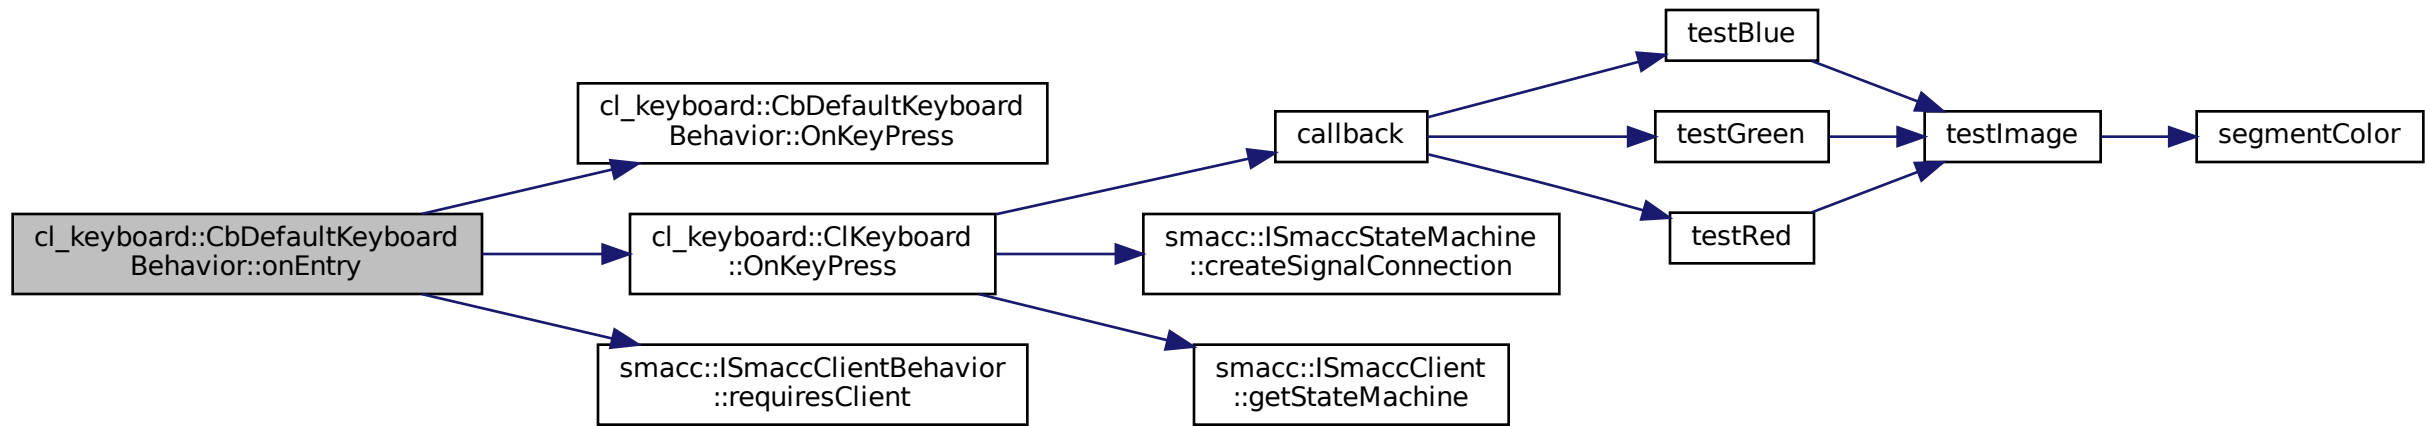 cl_keyboard::CbDefaultKeyboard
Behavior::onEntry
cl_keyboard::CbDefaultKeyboard
Behavior::OnKeyPress
cl_keyboard::ClKeyboard
::OnKeyPress
smacc::ISmaccClientBehavior
::requiresClient
callback
smacc::ISmaccStateMachine
::createSignalConnection
smacc::ISmaccClient
::getStateMachine
testBlue
testGreen
testRed
testImage
segmentColor